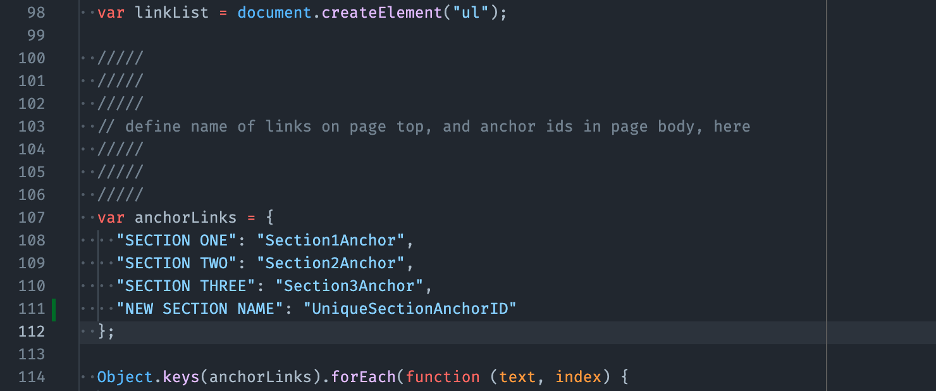 98 var linkList = document.createElement("ul");
99
100 /////
101 /////
102 /////
103 // define name of links on page top, and anchor ids in page body, here
104 /////
105 /////
106 /////
107 var anchorLinks = {
108 "SECTION ONE": "Section1Anchor",
109 "SECTION TWO": "Section2Anchor",
110 "SECTION THREE": "Section3Anchor",
111 "NEW SECTION NAME": "UniqueSectionAnchorID"
112 };
113
114 Object.keys(anchorLinks).forEach(function (text, index) {